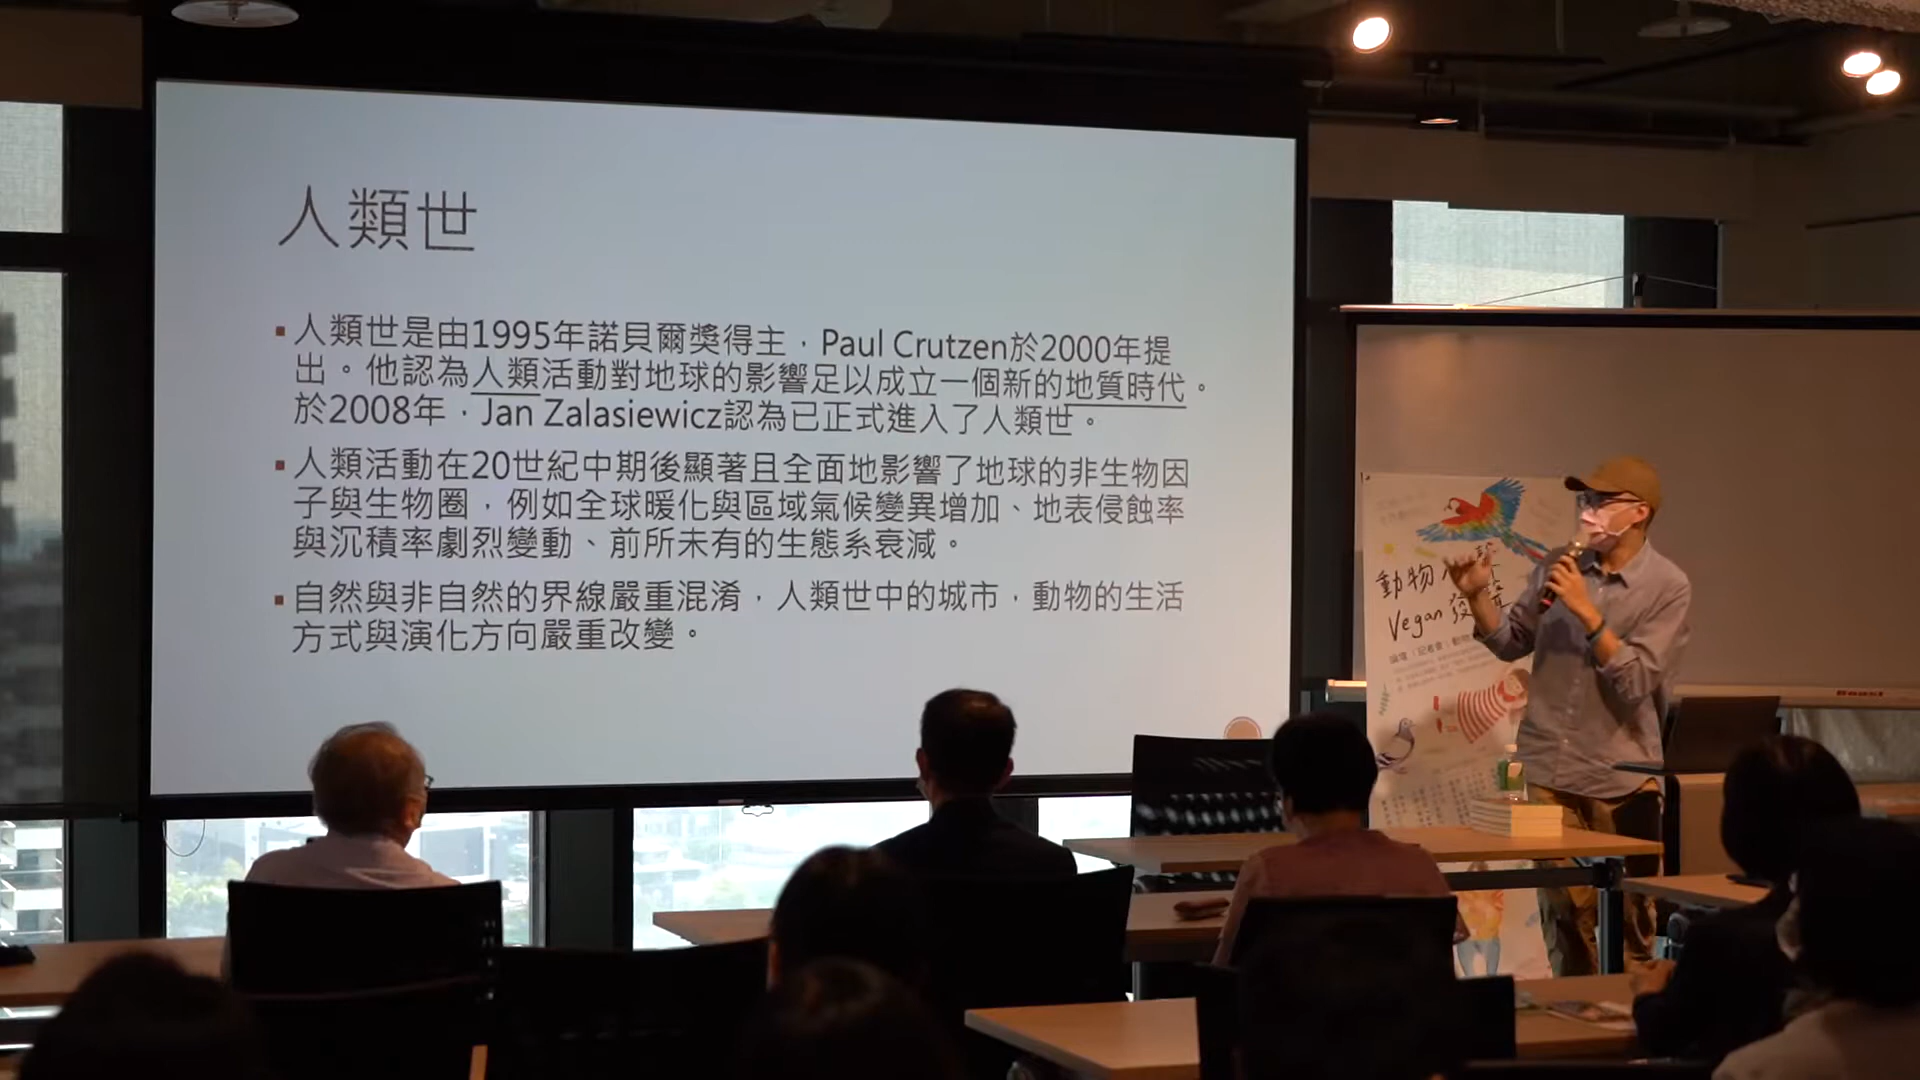 人類世
▪人類世是由1995年諾貝爾獎得主，Paul Crutzen於2000年提
出。他認為人類活動對地球的影響足以成立一個新的地質時代。
於2008年，Jan Zalasiewicz認為已正式進入了人類世。
▪人類活動在20世紀中期後顯著且全面地影響了地球的非生物因
子與生物圈，例如全球暖化與區域氣候變異增加、地表侵蝕率
與沉積率劇烈變動、前所未有的生態系衰減。
▪自然與非自然的界線嚴重混淆，人類世中的城市，動物的生活
方式與演化方向嚴重改變。
動物
Vegan 發
論壇